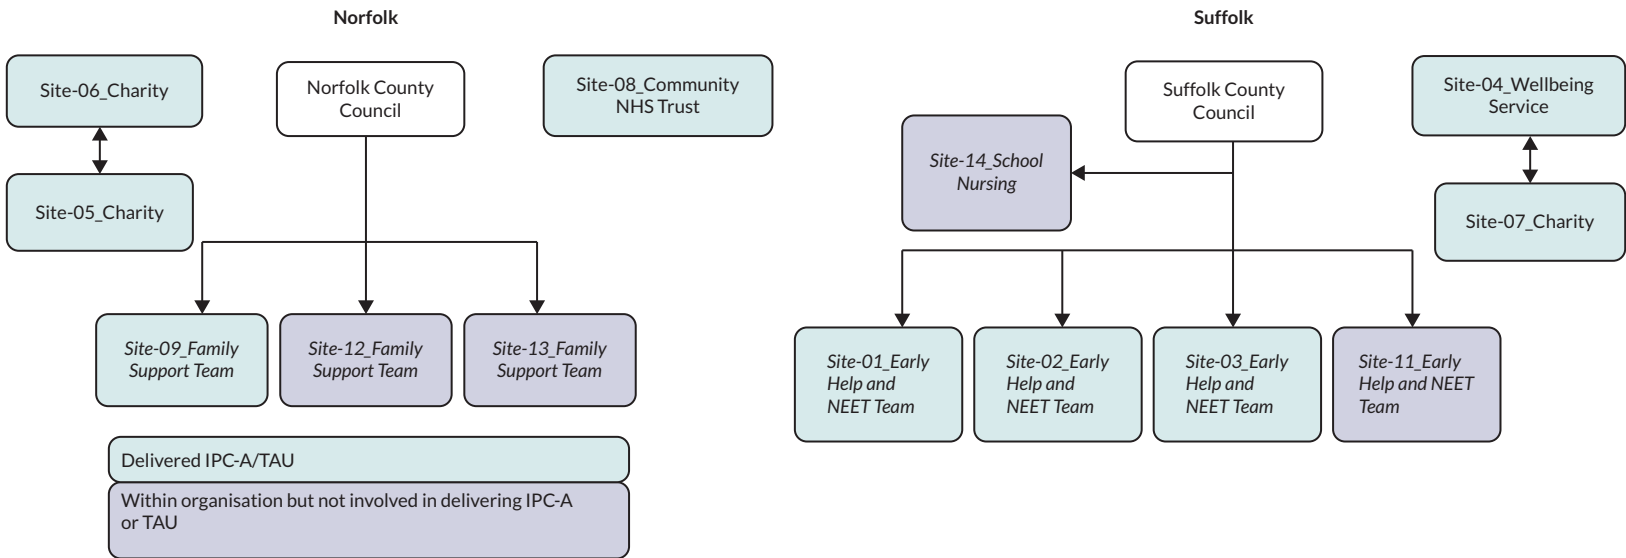 Norfolk
Site-06_Charity
Norfolk County
Council
Site-08_Community
NHS Trust
Site-05_Charity
Site-09_Family
Support Team
Site-12_Family
Support Team
Site-13_Family
Support Team
Delivered IPC-A/TAU
Within organisation but not involved in delivering IPC-A
or TAU
Suffolk
Suffolk County
Council
Site-04_Wellbeing
Service
Site-14_School
Nursing
Site-07_Charity
Site-01_Early
Help and
NEET Team
Site-02_Early
Help and
NEET Team
Site-03_Early
Help and
NEET Team
Site-11_Early
Help and NEET
Team